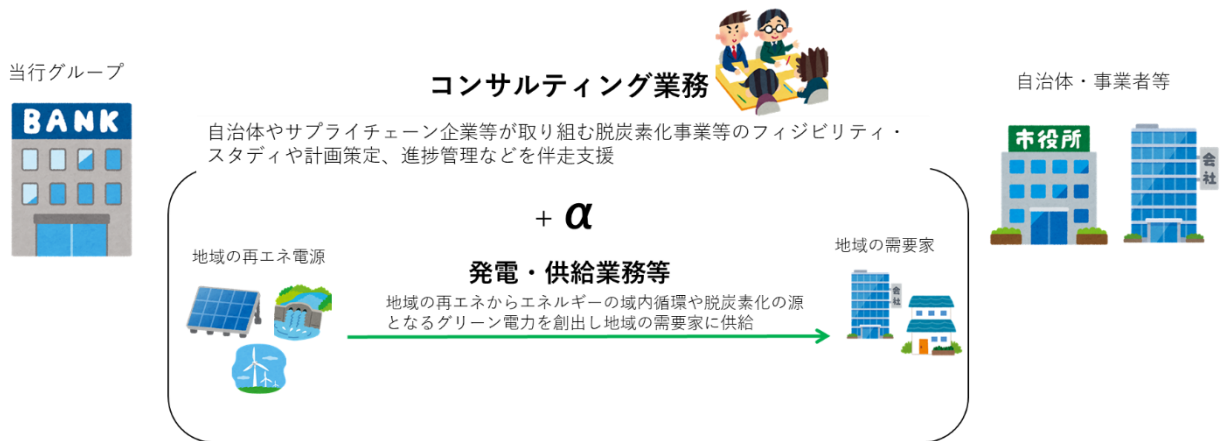 当行グループ
BANK
コンサルティング業務
自治体やサプライチェーン企業等が取り組む脱炭素化事業等のフィジビリティ・
スタディや計画策定、進捗管理などを伴走支援
自治体・事業者等
市役所
会社
+ α
地域の再エネ電源
発電・供給業務等
地域の再エネからエネルギーの域内循環や脱炭素化の源
となるグリーン電力を創出し地域の需要家に供給
地域の需要家
会社